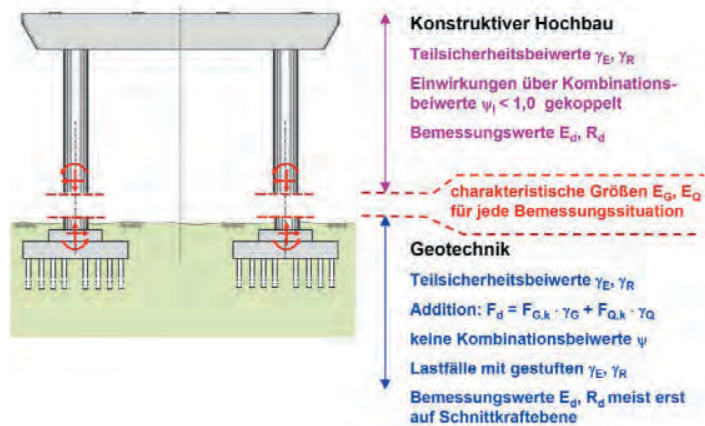 Konstruktiver Hochbau
Teilsicherheitsbeiwerte γE, γR
Einwirkungen über Kombinations-
beiwerte ψi < 1,0 gekoppelt
Bemessungswerte Ed, Rd
charakteristische Größen EG, EQ
für jede Bemessungssituation
Geotechnik
Teilsicherheitsbeiwerte γE, γR
Addition: Fd = FG,k · γG + FQ,k · γQ
keine Kombinationsbeiwerte ψ
Lastfälle mit gestuften γE, γR
Bemessungswerte Ed, Rd meist erst
auf Schnittkraftebene